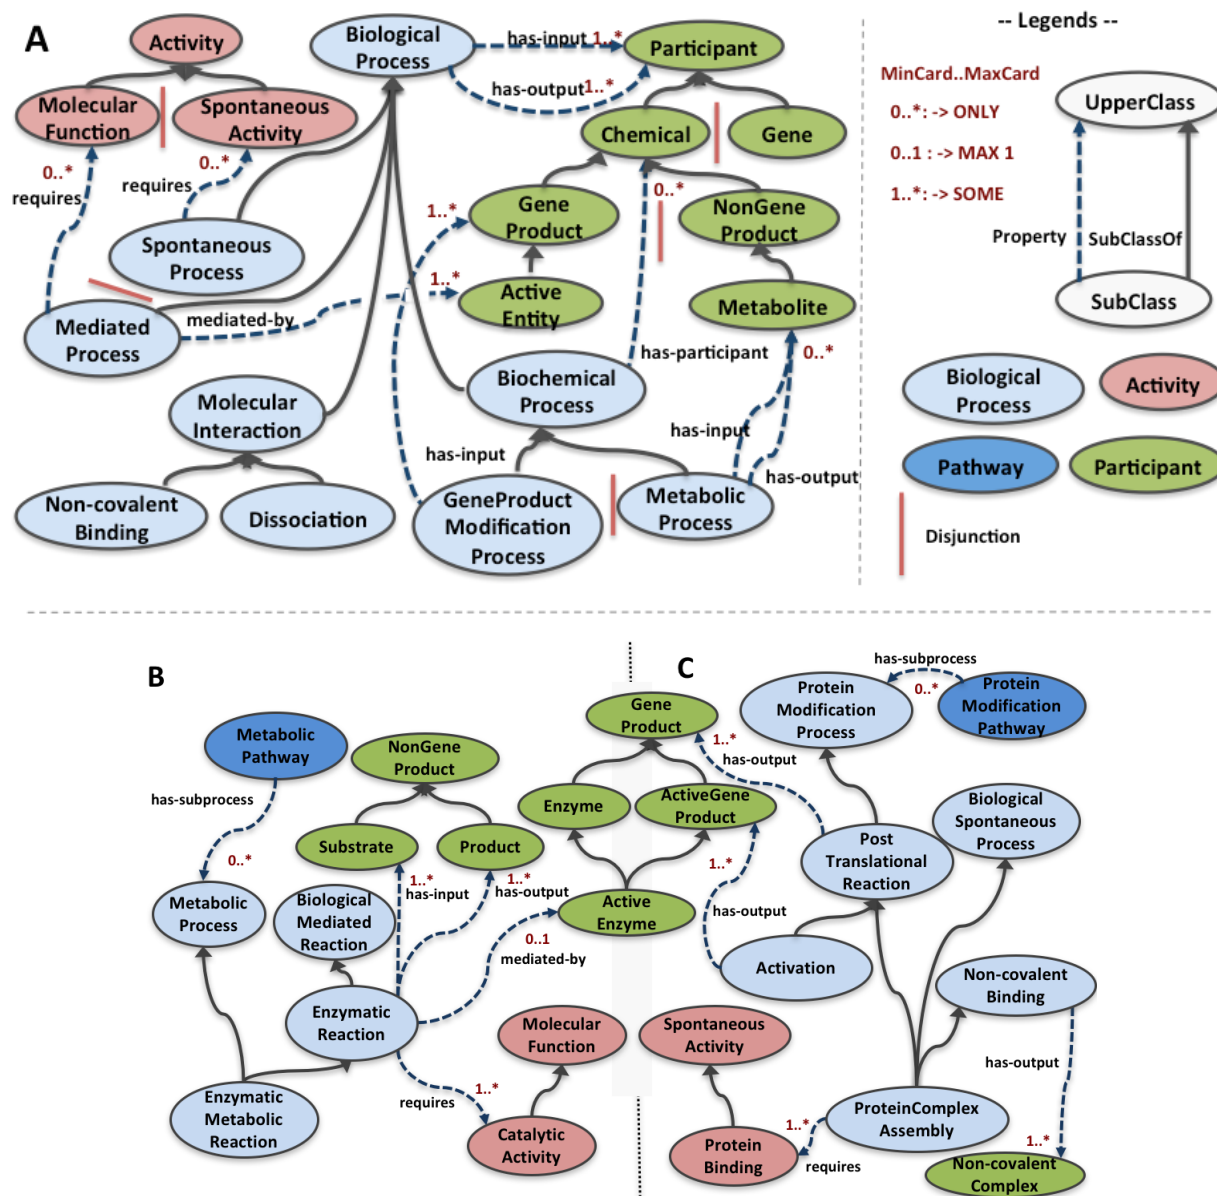 A
Activity
Biological
Process
has-input 1..*
Participant
has-output 1..*
Molecular
Function
Spontaneous
Activity
Chemical
Gene
0..*
requires
0..*
requires
0..*
1..*
Gene
Product
NonGene
Product
Spontaneous
Process
1..*
Active
Entity
Metabolite
mediated-by
Mediated
Process
has-participant
0..*
Biochemical
Process
Molecular
Interaction
has-input
has-input
has-output
Non-covalent
Binding
Dissociation
GeneProduct
Modification
Process
Metabolic
Process
-- Legends --
MinCard..MaxCard
0..*: -> ONLY
0..1 : -> MAX 1
1..*: -> SOME
UpperClass
Property
SubClassOf
SubClass
Biological
Process
Activity
Pathway
Participant
Disjunction
B
Metabolic
Pathway
NonGene
Product
has-subprocess
Substrate
Product
0..*
1..*
has-input
1..*
has-output
Metabolic
Process
Biological
Mediated
Reaction
Gene
Product
Enzyme
ActiveGene
Product
Active
Enzyme
0..1
mediated-by
Enzymatic
Reaction
Molecular
Function
requires
1..*
Enzymatic
Metabolic
Reaction
Catalytic
Activity
C
has-subprocess
0..*
Protein
Modification
Process
Protein
Modification
Pathway
1..*
has-output
Biological
Spontaneous
Process
Post
Translational
Reaction
1..*
has-output
Activation
Non-covalent
Binding
Spontaneous
Activity
has-output
ProteinComplex
Assembly
1..*
requires
Protein
Binding
1..*
Non-covalent
Complex